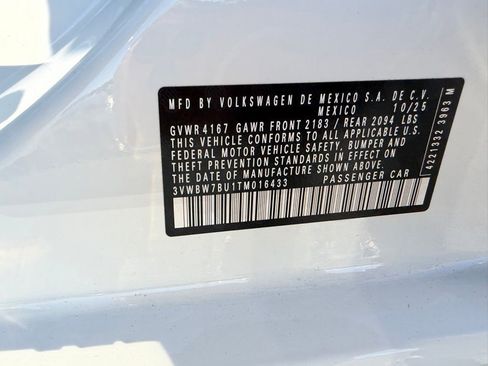 MFD BY VOLKSWAGEN DE MEXICO S.A. DE C.V.
MEXICO 10/25
GVWR 4167 GAWR FRONT 2183 / REAR 2094 LBS
THIS VEHICLE CONFORMS TO ALL APPLICABLE
FEDERAL MOTOR VEHICLE SAFETY, BUMPER AND
THEFT PREVENTION STANDARDS IN EFFECT ON
THE DATE OF MANUFACTURE SHOWN ABOVE
3VWBW7BU1TM016433 PASSENGER CAR
4221332 3963 M